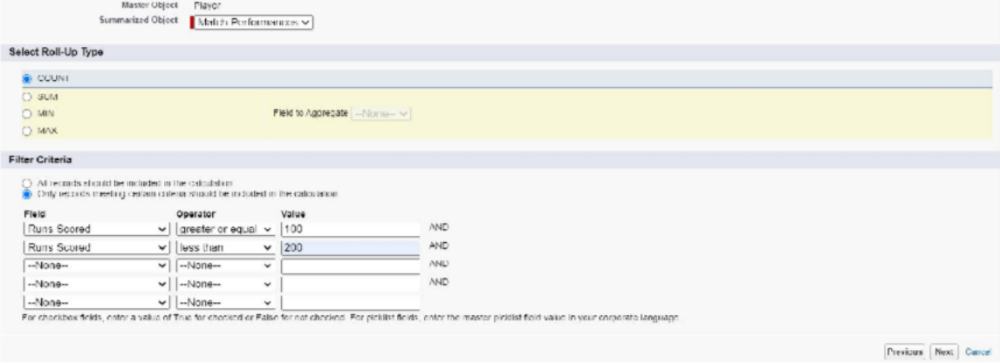 Master Object Player
Summarized Object Match Performances
Select Roll-Up Type
COUNT
SUM
MIN Field to Aggregate --None--
MAX
Filter Criteria
All records should be included in the calculation
Only records meeting certain criteria should be included in the calculation
Field Operator Value
Runs Scored greater or equal 100 AND
Runs Scored less than 200 AND
--None-- --None-- AND
--None-- --None-- AND
--None-- --None--
For checkbox fields, enter a value of True for checked or False for not checked. For picklist fields, enter the master picklist field value in your corporate language
Previous Next Cancel